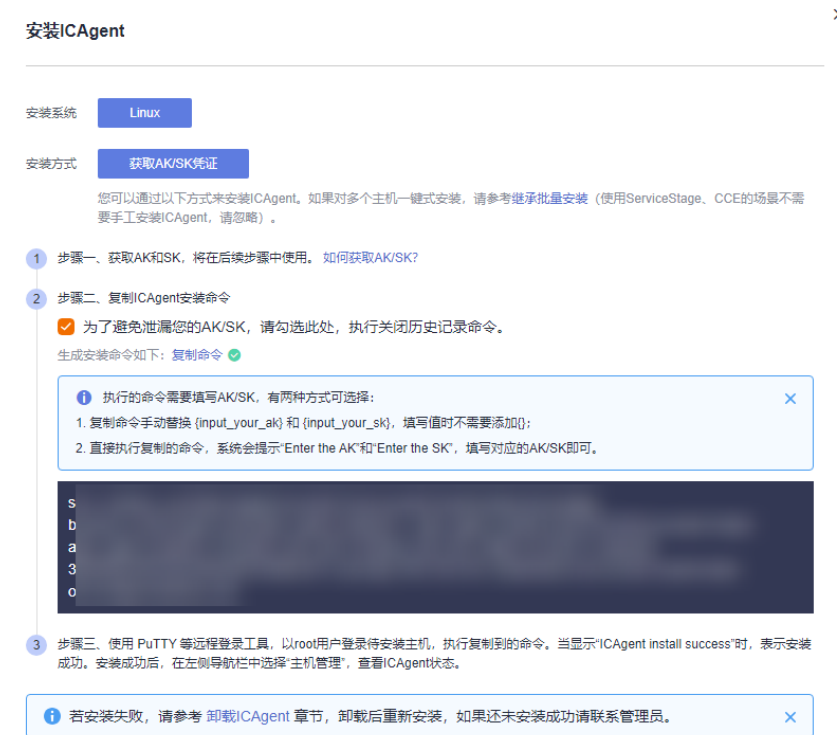 安装ICAgent
安装系统
Linux
安装方式
获取AK/SK凭证
您可以通过以下方式来安装ICAgent。如果对多个主机一键式安装，请参考继承批量安装（使用ServiceStage、CCE的场景不需
要手工安装ICAgent，请忽略）。
1 步骤一、获取AK和SK，将在后续步骤中使用。 如何获取AK/SK?
2 步骤二、复制ICAgent安装命令
为了避免泄漏您的AK/SK，请勾选此处，执行关闭历史记录命令。
生成安装命令如下：复制命令
执行的命令需要填写AK/SK，有两种方式可选择：
1. 复制命令手动替换 {input_your_ak} 和 {input_your_sk}，填写值时不需要添加{};
2. 直接执行复制的命令，系统会提示“Enter the AK”和“Enter the SK”，填写对应的AK/SK即可。
s
b
a
3
o
3 步骤三、使用 PuTTY 等远程登录工具，以root用户登录待安装主机，执行复制到的命令。当显示“ICAgent install success”时，表示安装
成功。安装成功后，在左侧导航栏中选择“主机管理”，查看ICAgent状态。
若安装失败，请参考 卸载ICAgent 章节，卸载后重新安装，如果还未安装成功请联系管理员。